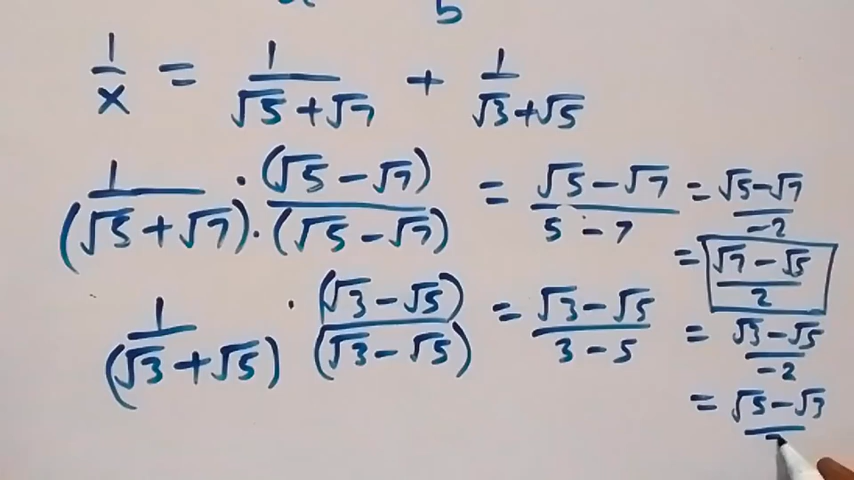 b
1/x = 1/(√5+√7) + 1/(√3+√5)
1/(√5+√7) · (√5−√7)/(√5−√7) = (√5−√7)/(5−7) = (√5−√7)/−2
= (√7−√5)/2
1/(√3+√5) · (√3−√5)/(√3−√5) = (√3−√5)/(3−5) = (√3−√5)/−2
= (√5−√3)/